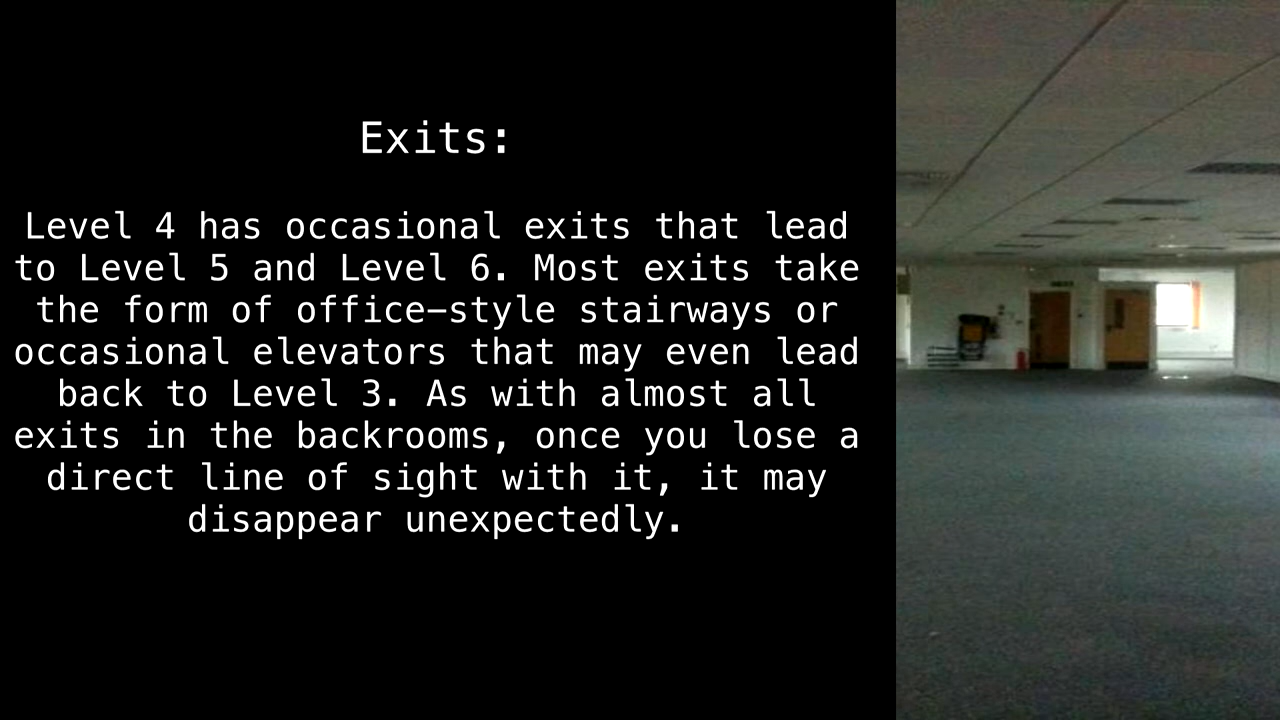 Exits:
Level 4 has occasional exits that lead
to Level 5 and Level 6. Most exits take
the form of office–style stairways or
occasional elevators that may even lead
back to Level 3. As with almost all
exits in the backrooms, once you lose a
direct line of sight with it, it may
disappear unexpectedly.